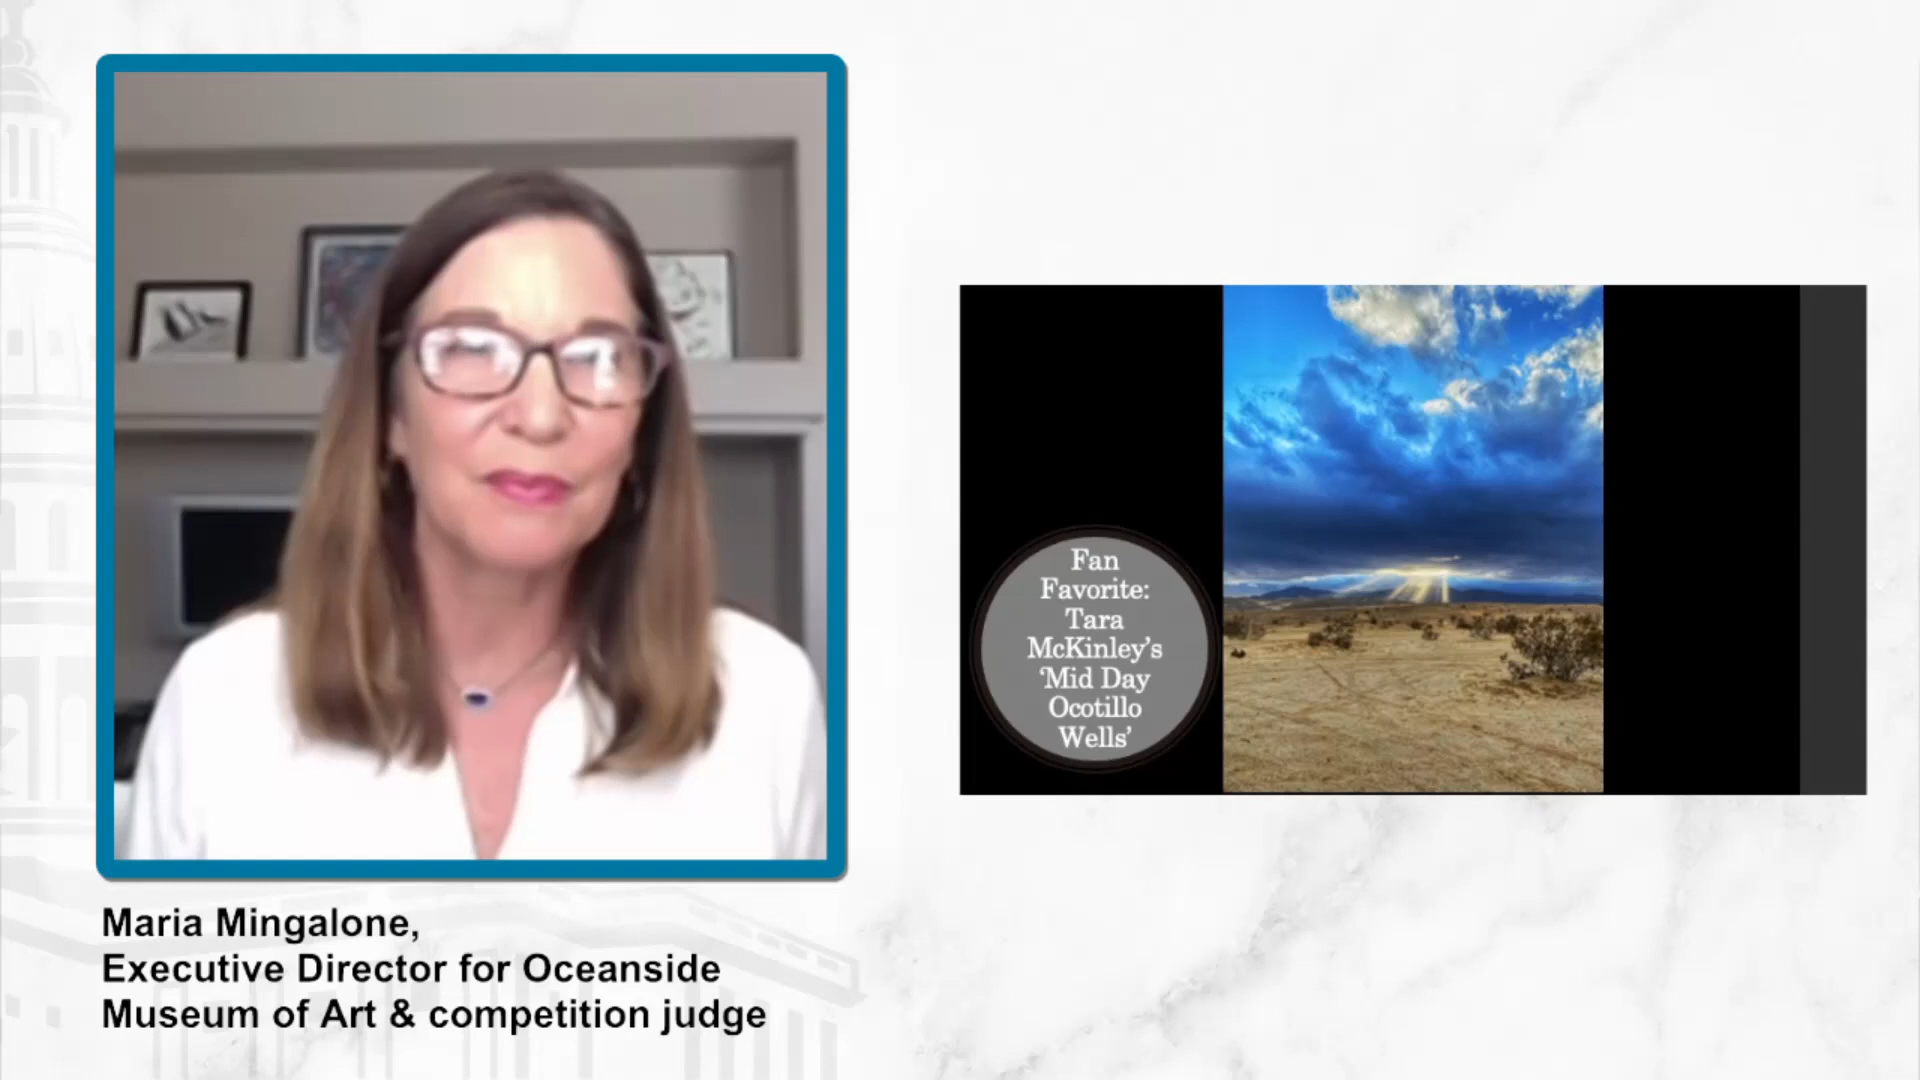 Fan
Favorite:
Tara
McKinley’s
‘Mid Day
Ocotillo
Wells’
Maria Mingalone,
Executive Director for Oceanside
Museum of Art & competition judge